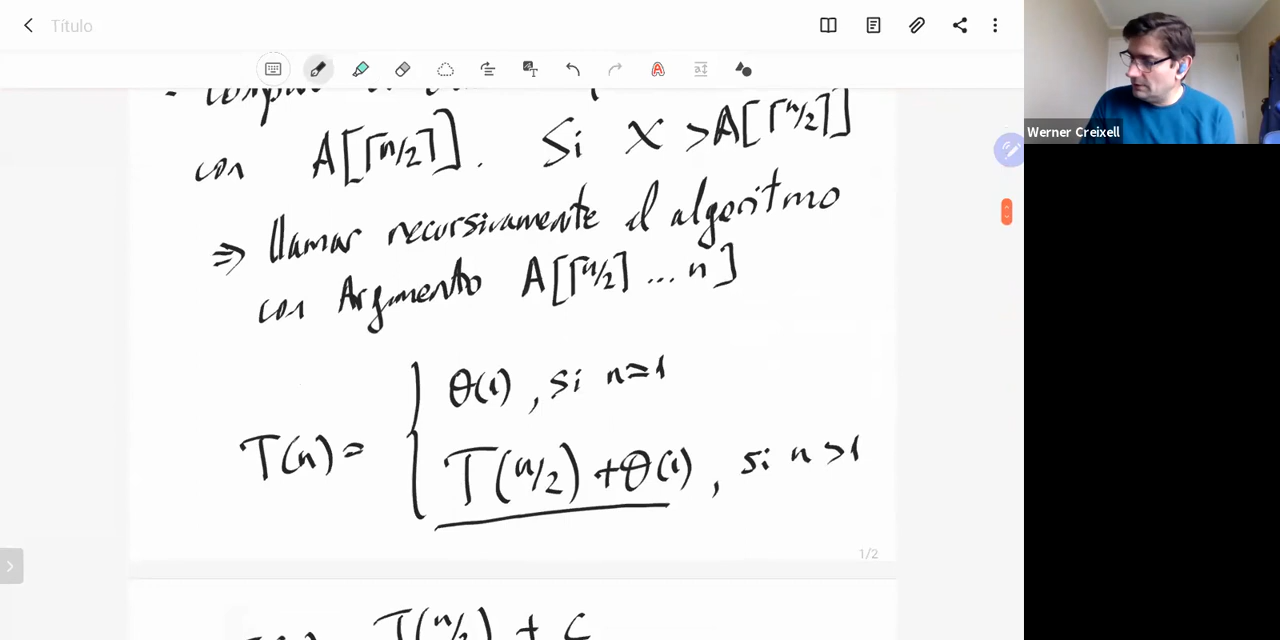 Título
Werner Creixell
con A[⌈n/2⌉]. Si X > A[⌈n/2⌉]
⇒ llamar recursivamente el algoritmo
con Argumento A[⌈n/2⌉ ... n]
T(n) = { Θ(1), si n=1
T(n/2) + Θ(1), si n>1
1/2
T(n/2) + c